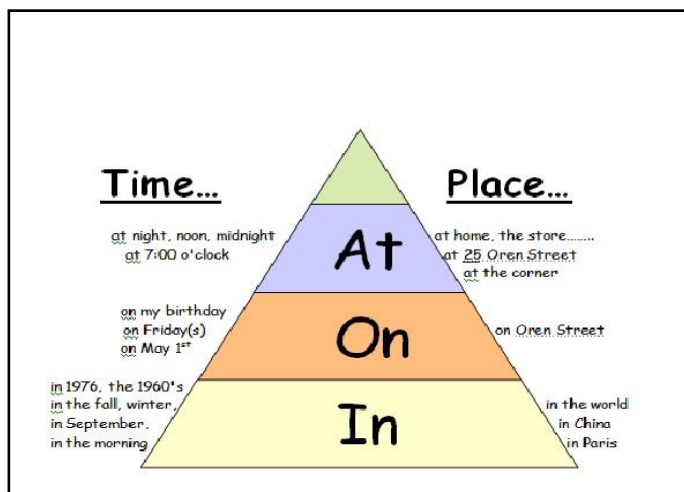 Time...
Place...
at night, noon, midnight
at 7:00 o'clock
At
at home, the store........
at 25 Oren Street
at the corner
on my birthday
on Friday(s)
on May 1st
On
on Oren Street
in 1976, the 1960's
in the fall, winter,
in September,
in the morning
In
in the world
in China
in Paris